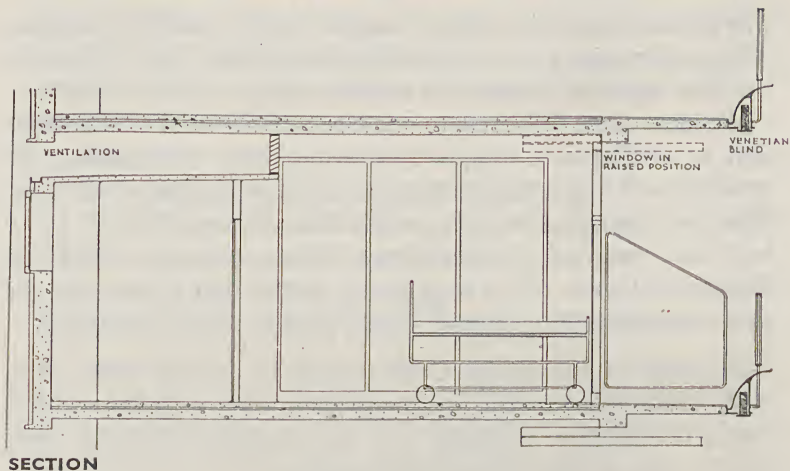 VENTILATION
WINDOW IN
RAISED POSITION
VENETIAN
BLIND
SECTION